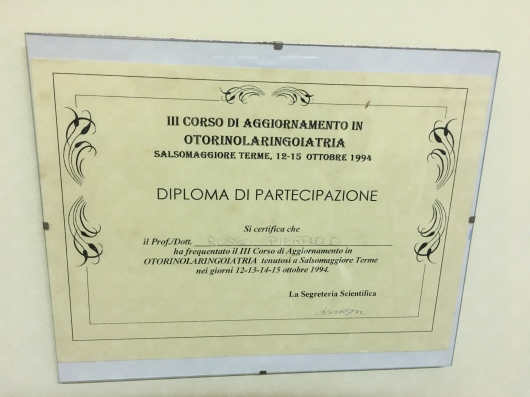 III CORSO DI AGGIORNAMENTO IN
OTORINOLARINGOIATRIA
SALSOMAGGIORE TERME, 12-15 OTTOBRE 1994
DIPLOMA DI PARTECIPAZIONE
Si certifica che
il Prof./Dott.
ha frequentato il III Corso di Aggiornamento in
OTORINOLARINGOIATRIA tenutosi a Salsomaggiore Terme
nei giorni 12-13-14-15 ottobre 1994.
La Segreteria Scientifica